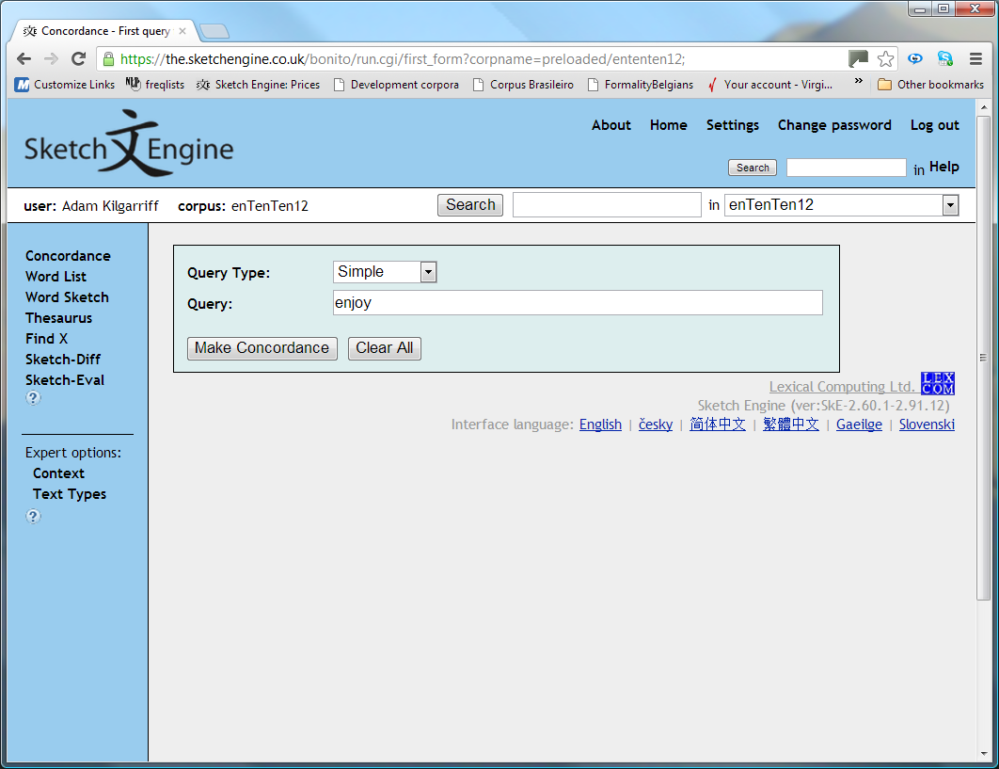 Concordance - First query
https://the.sketchengine.co.uk/bonito/run.cgi/first_form?corpname=preloaded/ententen12;
Customize Links freqlists Sketch Engine: Prices Development corpora Corpus Brasileiro FormalityBelgians Your account - Virgi... » Other bookmarks
Sketch 文 Engine
About Home Settings Change password Log out
Search in Help
user: Adam Kilgarriff corpus: enTenTen12 Search in enTenTen12
Concordance
Word List
Word Sketch
Thesaurus
Find X
Sketch-Diff
Sketch-Eval
?
Expert options:
Context
Text Types
?
Query Type: Simple
Query: enjoy
Make Concordance Clear All
Lexical Computing Ltd. LEX COM
Sketch Engine (ver:SkE-2.60.1-2.91.12)
Interface language: English | česky | 简体中文 | 繁體中文 | Gaeilge | Slovenski